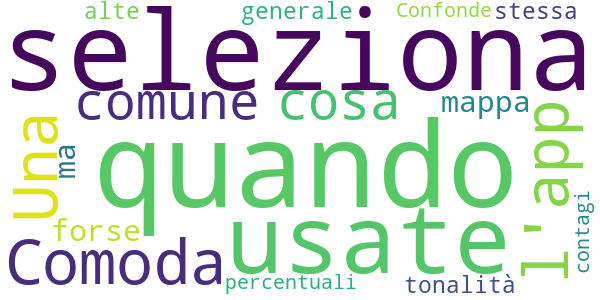 alte generale Confonde stessa
seleziona
comune cosa mappa
Una ma quando l'app
forse usate contagi
Comoda percentuali tonalità